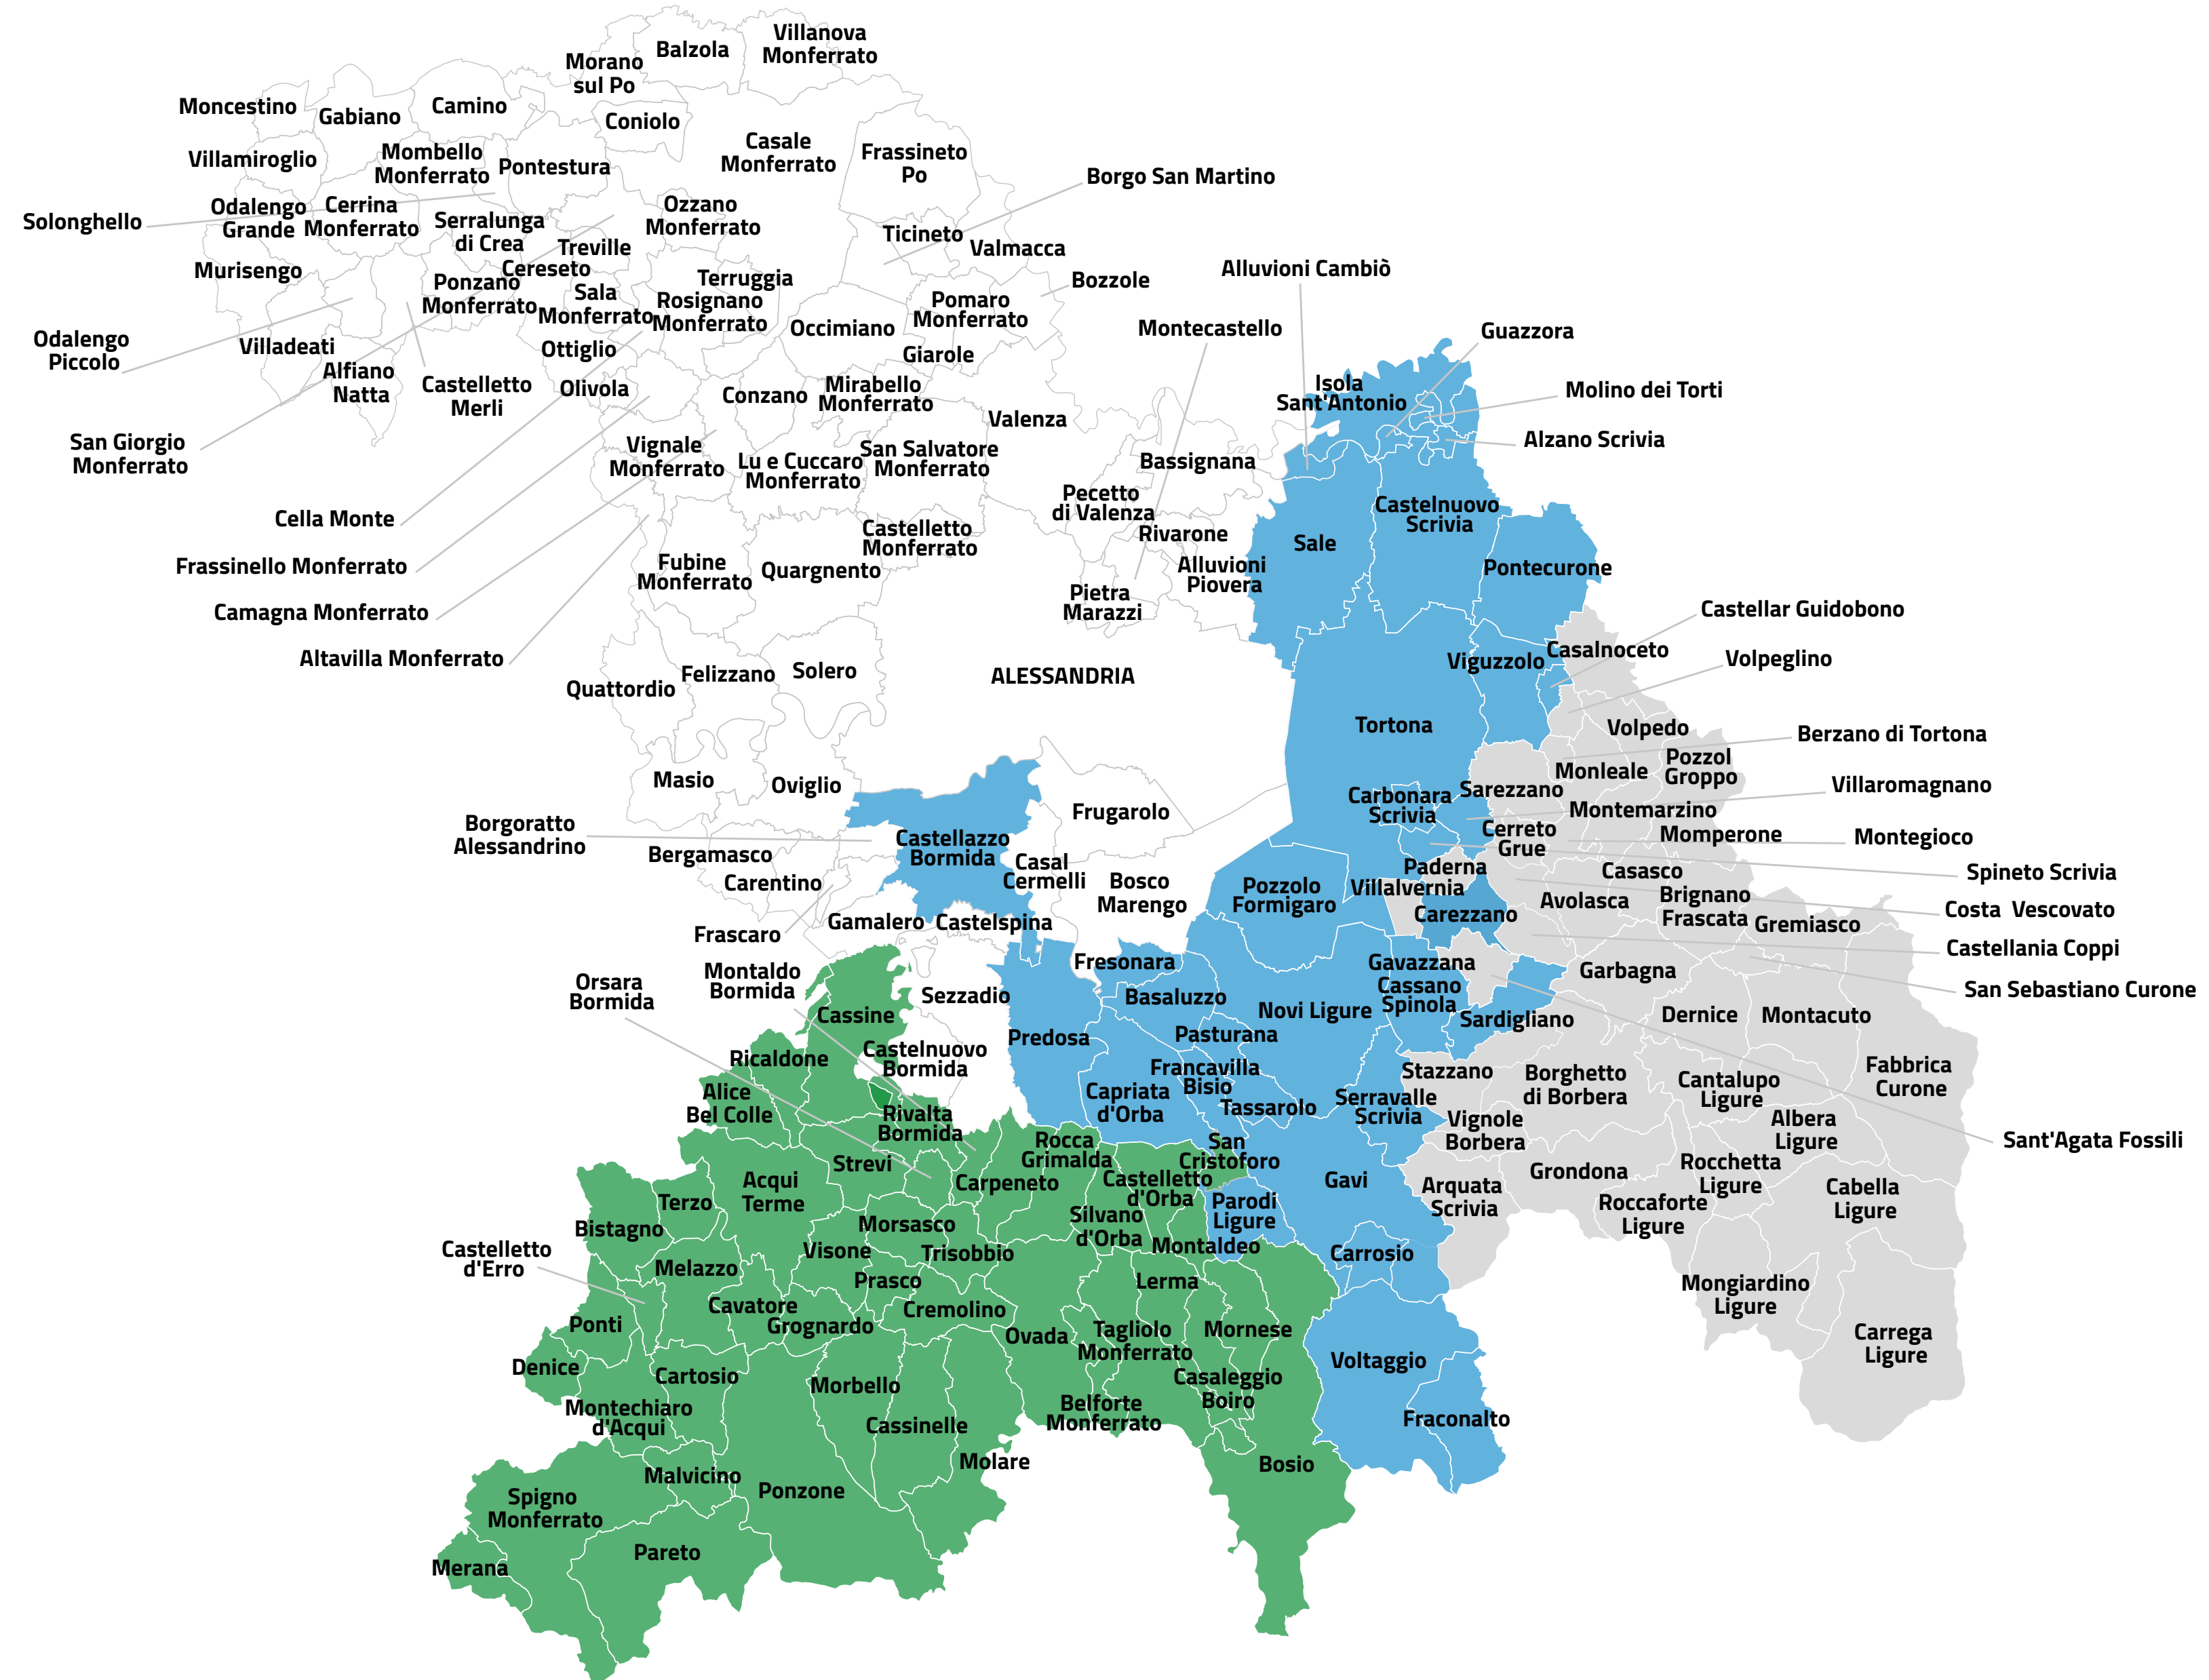 Villanova
Monferrato
Balzola
Morano
sul Po
Moncestino
Gabiano
Camino
Coniolo
Casale
Monferrato
Frassineto
Po
Villamiroglio
Mombello
Monferrato
Pontestura
Borgo San Martino
Solonghello
Odalengo
Grande
Cerrina
Monferrato
Serralunga
di Crea
Ozzano
Monferrato
Treville
Ticineto
Valmacca
Murisengo
Cereseto
Ponzano
Monferrato
Sala
Monferrato
Terruggia
Rosignano
Monferrato
Occimiano
Pomaro
Monferrato
Bozzole
Alluvioni Cambiò
Montecastello
Guazzora
Odalengo
Piccolo
Villadeati
Alfiano
Natta
Castelletto
Merli
Ottiglio
Olivola
Giarole
Conzano
Mirabello
Monferrato
Isola
Sant'Antonio
Molino dei Torti
Alzano Scrivia
San Giorgio
Monferrato
Vignale
Monferrato
Lu e Cuccaro
Monferrato
San Salvatore
Monferrato
Valenza
Bassignana
Pecetto
di Valenza
Rivarone
Castelnuovo
Scrivia
Sale
Cella Monte
Frassinello Monferrato
Camagna Monferrato
Altavilla Monferrato
Fubine
Monferrato
Quargnento
Castelletto
Monferrato
Alluvioni
Piovera
Pietra
Marazzi
Pontecurone
Castellar Guidobono
Casalnoceto
Viguzzolo
Volpeglino
Quattordio
Felizzano
Solero
ALESSANDRIA
Tortona
Volpedo
Berzano di Tortona
Monleale
Pozzol
Groppo
Masio
Oviglio
Sarezzano
Villaromagnano
Carbonara
Scrivia
Montemarzino
Frugarolo
Borgoratto
Alessandrino
Castellazzo
Bormida
Cerreto
Grue
Momperone
Montegioco
Bergamasco
Carentino
Casal
Cermelli
Bosco
Marengo
Pozzolo
Formigaro
Paderna
Villalvernia
Casasco
Spineto Scrivia
Brignano
Frascata
Avolasca
Carezzano
Costa Vescovato
Gremiasco
Frascaro
Gamalero
Castelspina
Castellania Coppi
Orsara
Bormida
Montaldo
Bormida
Fresonara
Gavazzana
Cassano
Spinola
Garbagna
San Sebastiano Curone
Cassine
Sezzadio
Basaluzzo
Novi Ligure
Sardigliano
Dernice
Montacuto
Predosa
Pasturana
Ricaldone
Castelnuovo
Bormida
Francavilla
Bisio
Capriata
d'Orba
Tassarolo
Stazzano
Borghetto
di Borbera
Cantalupo
Ligure
Fabbrica
Curone
Alice
Bel Colle
Rivalta
Bormida
Serravalle
Scrivia
Vignole
Borbera
Albera
Ligure
Sant'Agata Fossili
Rocca
Grimalda
San
Cristoforo
Strevi
Acqui
Terme
Carpeneto
Castelletto
d'Orba
Gavi
Arquata
Scrivia
Grondona
Rocchetta
Ligure
Roccaforte
Ligure
Cabella
Ligure
Terzo
Bistagno
Morsasco
Silvano
d'Orba
Parodi
Ligure
Castelletto
d'Erro
Visone
Trisobbio
Montaldeo
Carrosio
Melazzo
Prasco
Lerma
Mongiardino
Ligure
Cavatore
Grognardo
Cremolino
Ponti
Ovada
Tagliolo
Monferrato
Mornese
Voltaggio
Carrega
Ligure
Denice
Cartosio
Morbello
Casaleggio
Boiro
Montechiaro
d'Acqui
Cassinelle
Belforte
Monferrato
Fraconalto
Molare
Bosio
Malvicino
Ponzone
Spigno
Monferrato
Pareto
Merana